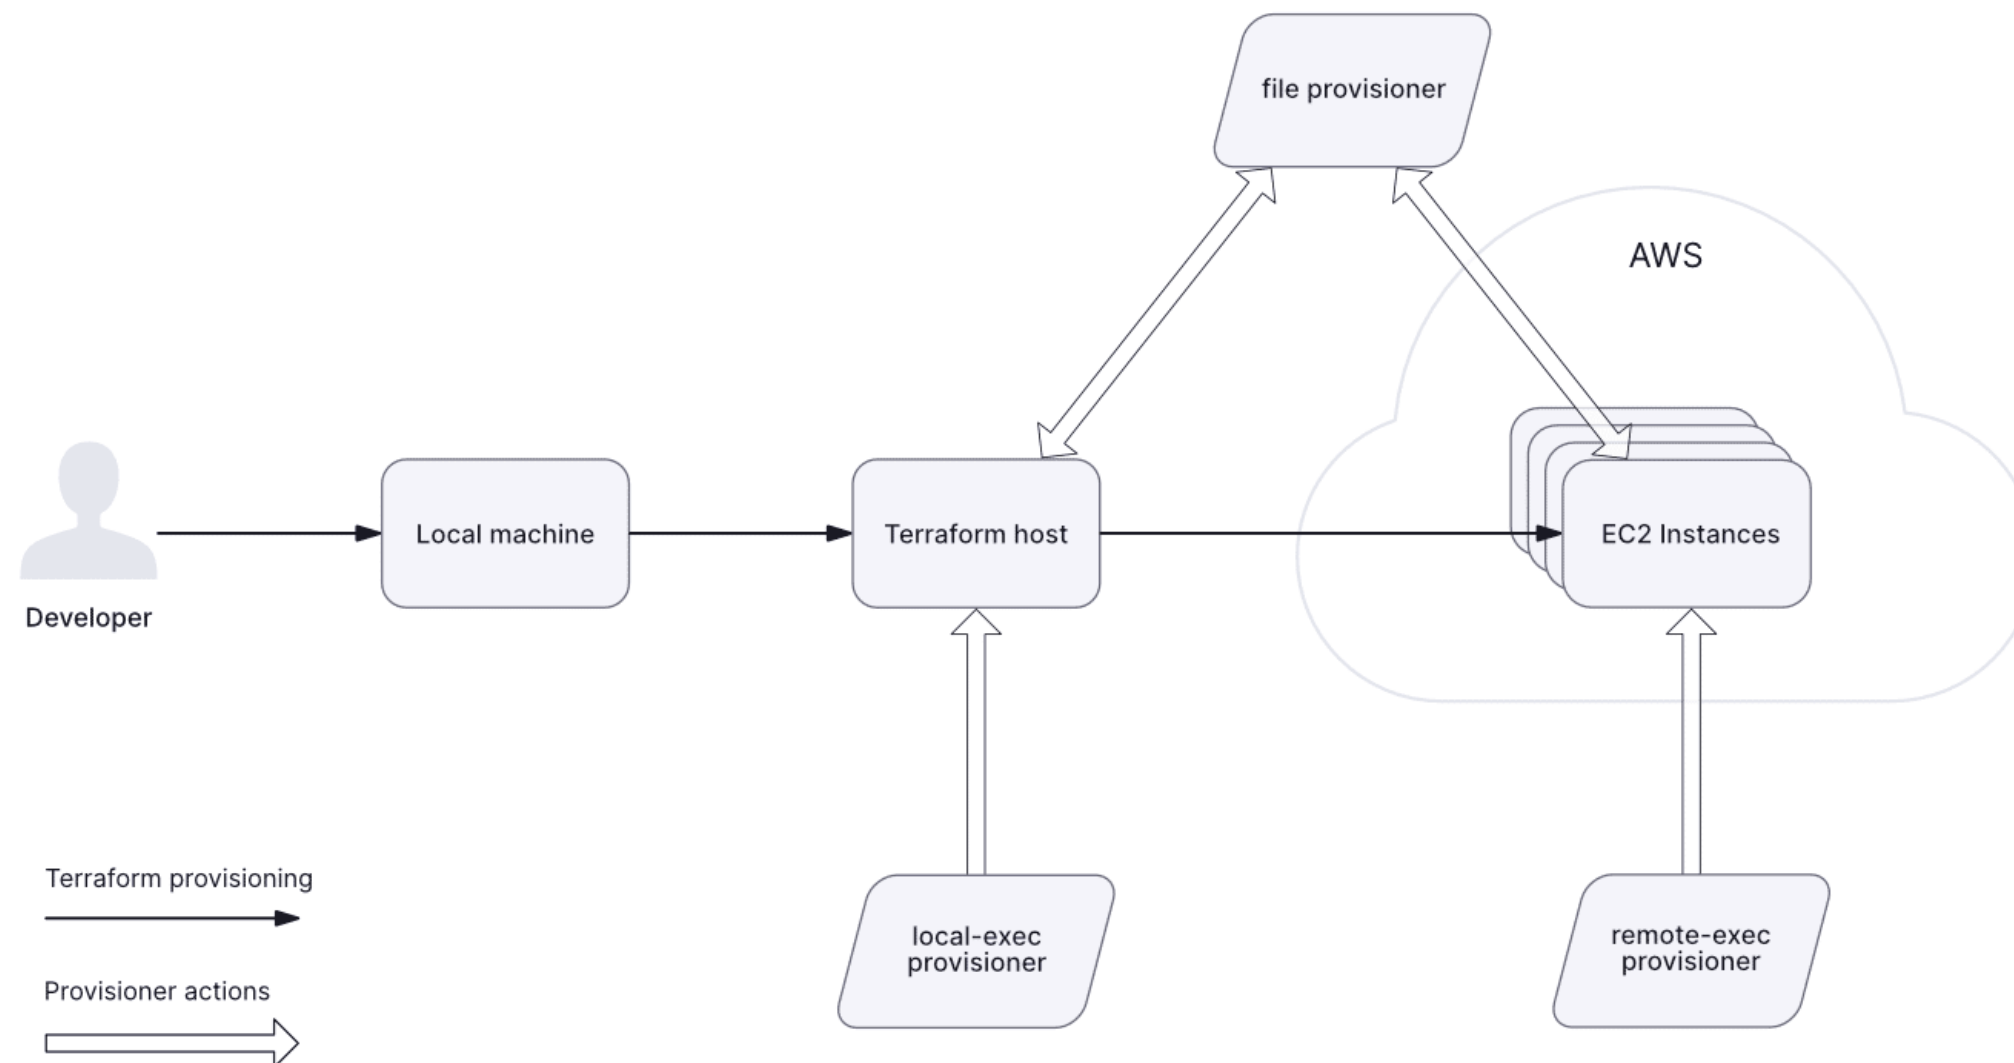 file provisioner
AWS
Local machine
Terraform host
EC2 Instances
Developer
Terraform provisioning
local-exec
provisioner
remote-exec
provisioner
Provisioner actions